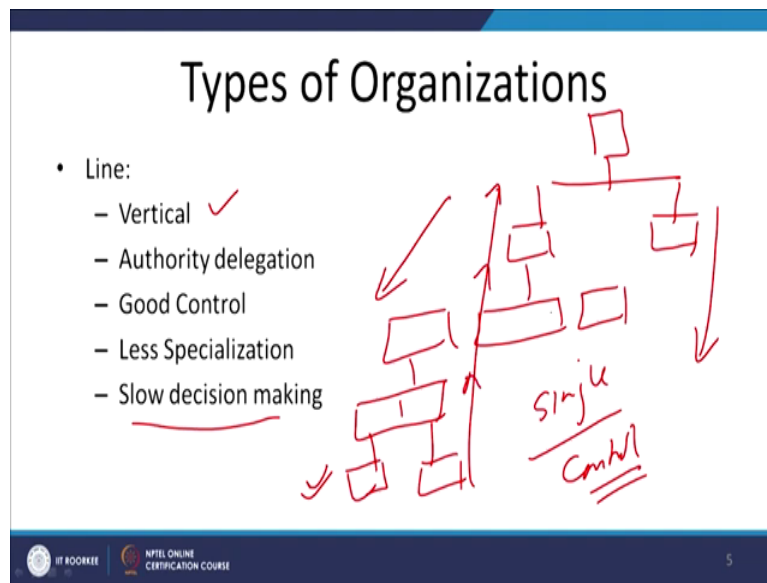 Types of Organizations
• Line:
– Vertical
– Authority delegation
– Good Control
– Less Specialization
– Slow decision making
single
control
IIT ROORKEE
NPTEL ONLINE
CERTIFICATION COURSE
5